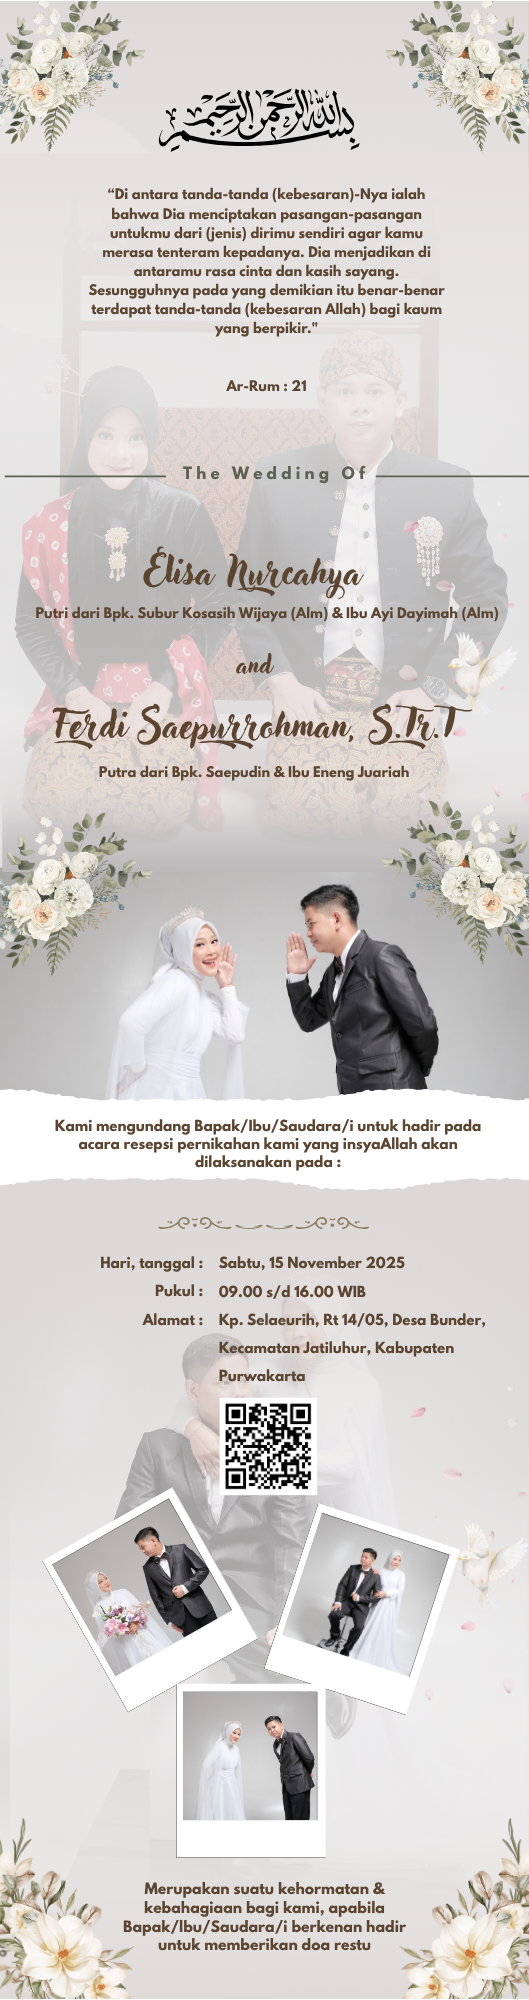 بسم الله الرحمن الرحيم
“Di antara tanda-tanda (kebesaran)-Nya ialah
bahwa Dia menciptakan pasangan-pasangan
untukmu dari (jenis) dirimu sendiri agar kamu
merasa tenteram kepadanya. Dia menjadikan di
antaramu rasa cinta dan kasih sayang.
Sesungguhnya pada yang demikian itu benar-benar
terdapat tanda-tanda (kebesaran Allah) bagi kaum
yang berpikir."
Ar-Rum : 21
The Wedding Of
Elisa Nurcahya
Putri dari Bpk. Subur Kosasih Wijaya (Alm) & Ibu Ayi Dayimah (Alm)
and
Ferdi Saepurrohman, S.Tr.T
Putra dari Bpk. Saepudin & Ibu Eneng Juariah
Kami mengundang Bapak/Ibu/Saudara/i untuk hadir pada
acara resepsi pernikahan kami yang insyaAllah akan
dilaksanakan pada :
Hari, tanggal : Sabtu, 15 November 2025
Pukul : 09.00 s/d 16.00 WIB
Alamat : Kp. Selaeurih, Rt 14/05, Desa Bunder,
Kecamatan Jatiluhur, Kabupaten
Purwakarta
Merupakan suatu kehormatan &
kebahagiaan bagi kami, apabila
Bapak/Ibu/Saudara/i berkenan hadir
untuk memberikan doa restu